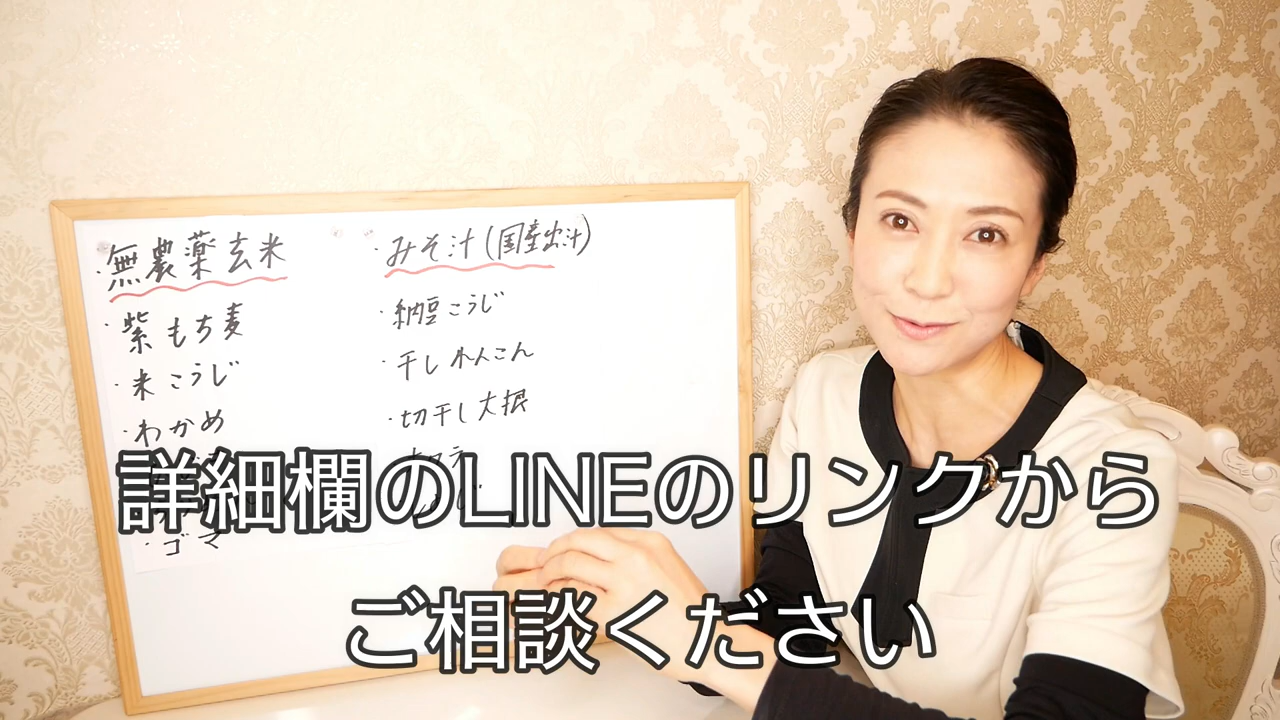 ・無農薬玄米
・紫もち麦
・米こうじ
・わかめ
・ゴマ
・みそ汁(国産出汁)
・納豆こうじ
・干しれんこん
・切干し大根
詳細欄のLINEのリンクから
ご相談ください